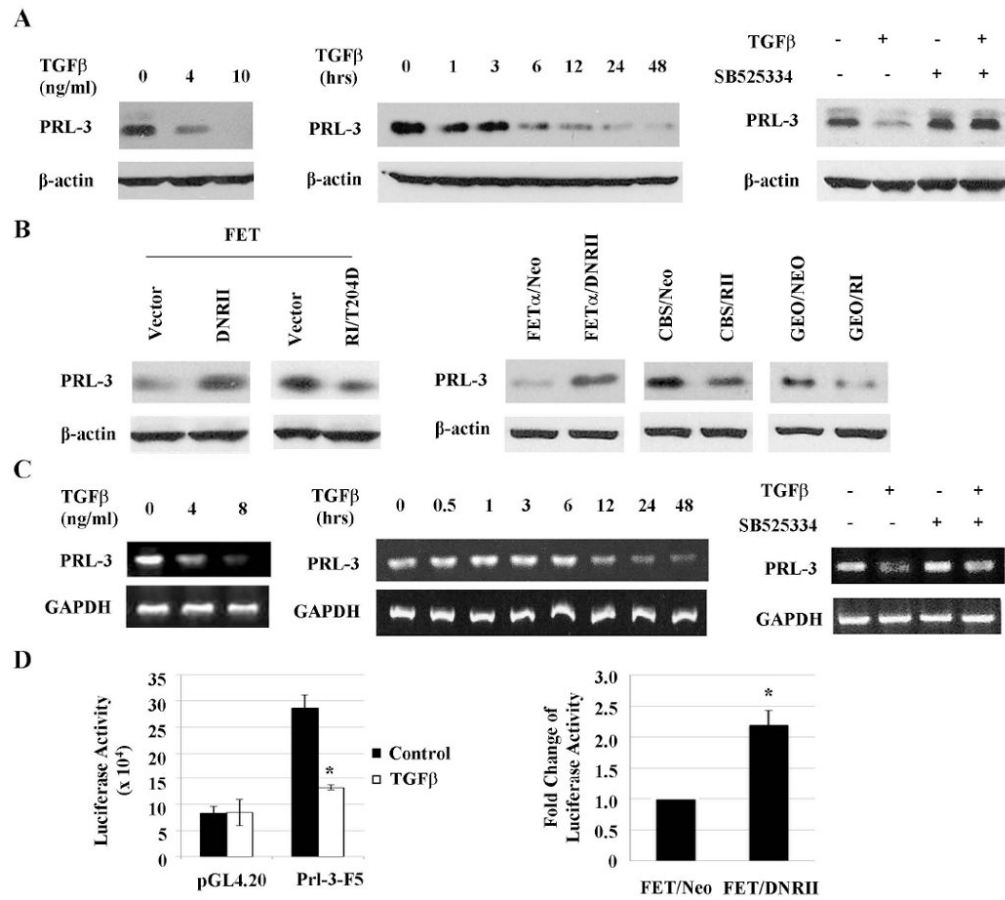 A
TGFβ
(ng/ml)
0 4 10
PRL-3
β-actin
TGFβ
(hrs)
0 1 3 6 12 24 48
PRL-3
β-actin
TGFβ - + - +
SB525334 - - + +
PRL-3
β-actin
B
FET
Vector
DNRII
Vector
RI/T204D
PRL-3
β-actin
FETα/Neo
FETα/DNRII
CBS/Neo
CBS/RII
GEO/NEO
GEO/RI
PRL-3
β-actin
C
TGFβ
(ng/ml)
0 4 8
PRL-3
GAPDH
TGFβ
(hrs)
0 0.5 1 3 6 12 24 48
PRL-3
GAPDH
TGFβ - + - +
SB525334 - - + +
PRL-3
GAPDH
D
Luciferase Activity
(x 10⁴)
35
30
25
20
15
10
5
0
*
Control
TGFβ
pGL4.20 Prl-3-F5
Fold Change of
Luciferase Activity
3.0
2.5
2.0
1.5
1.0
0.5
0.0
*
FET/Neo FET/DNRII